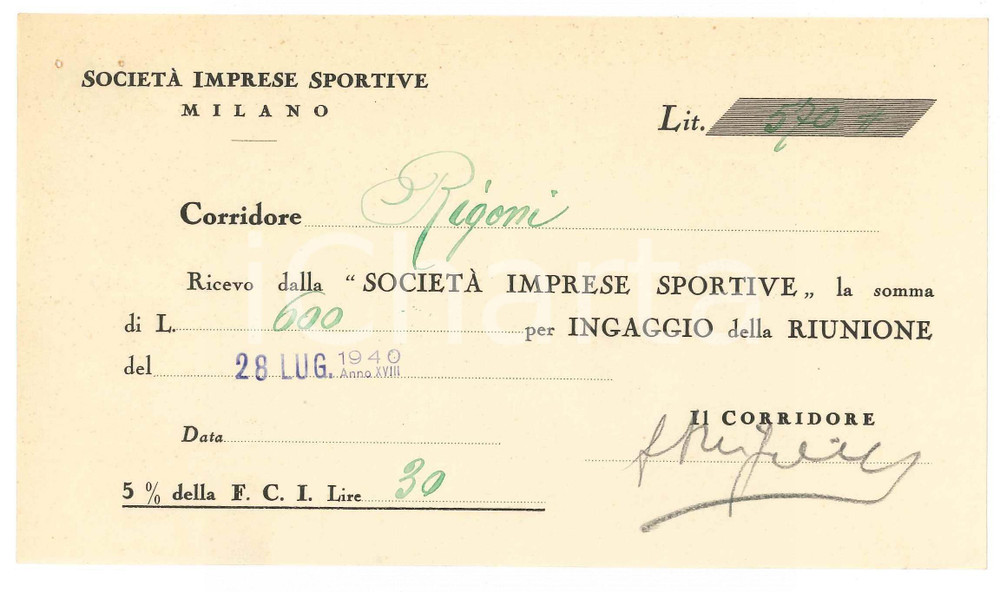 SOCIETÀ IMPRESE SPORTIVE
MILANO
Lit. 570 #
Corridore Rigoni
Ricevo dalla “ SOCIETÀ IMPRESE SPORTIVE „ la somma
di L. 600 per INGAGGIO della RIUNIONE
del 28 LUG. 1940
Anno XVIII
Il CORRIDORE
Data
5 % della F. C. I. Lire 30
iCharta